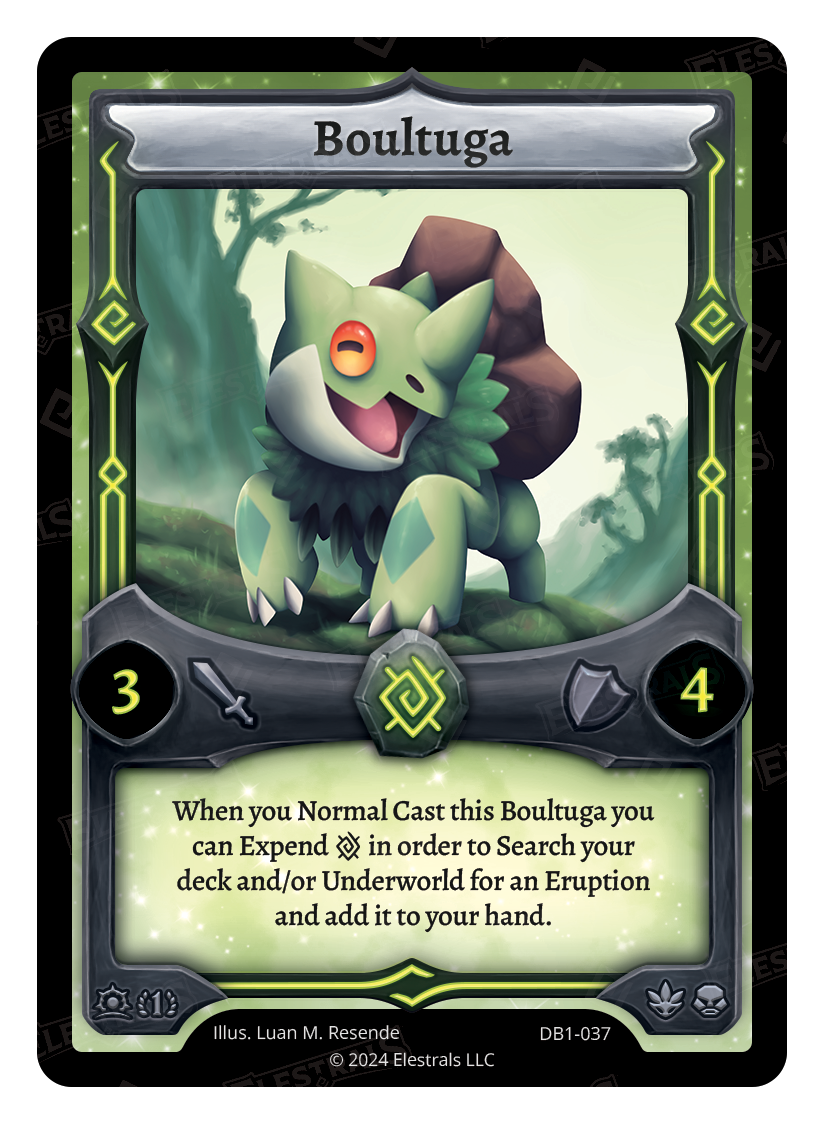 Boultuga
3
4
When you Normal Cast this Boultuga you
can Expend in order to Search your
deck and/or Underworld for an Eruption
and add it to your hand.
1
Illus. Luan M. Resende
DB1-037
© 2024 Elestrals LLC